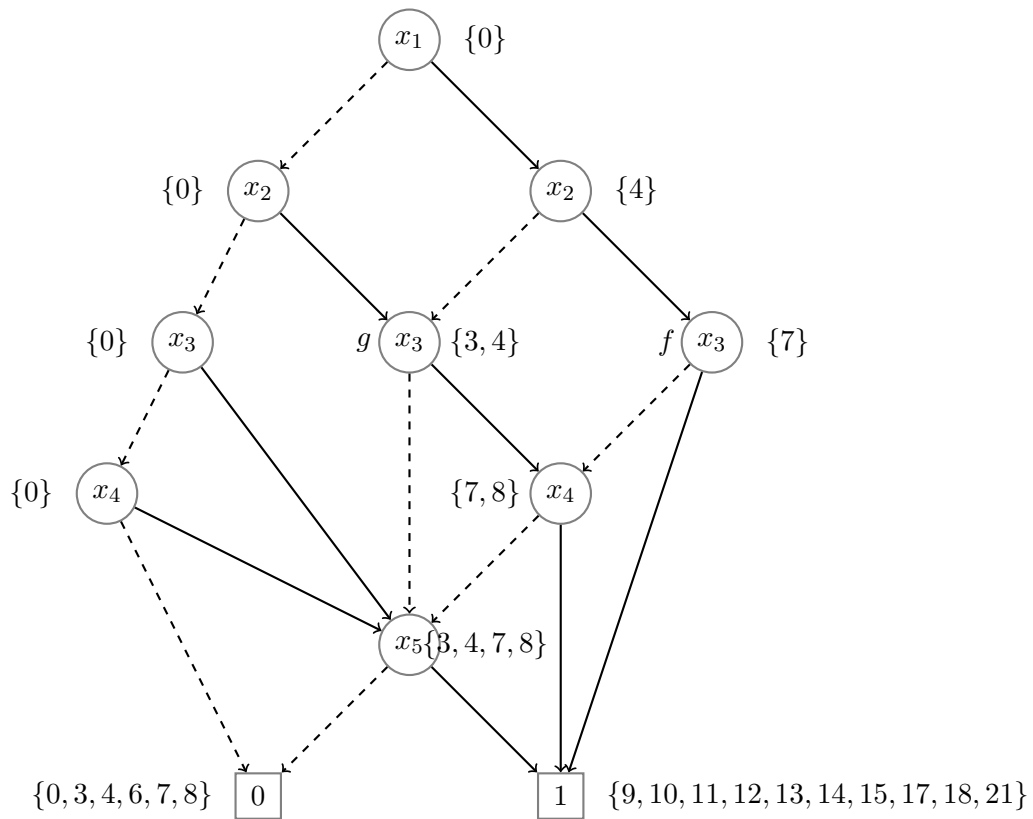 x₁ {0}
{0} x₂ x₂ {4}
{0} x₃ g x₃ {3, 4} f x₃ {7}
{0} x₄ {7, 8} x₄
x₅ {3, 4, 7, 8}
{0, 3, 4, 6, 7, 8} 0 1 {9, 10, 11, 12, 13, 14, 15, 17, 18, 21}